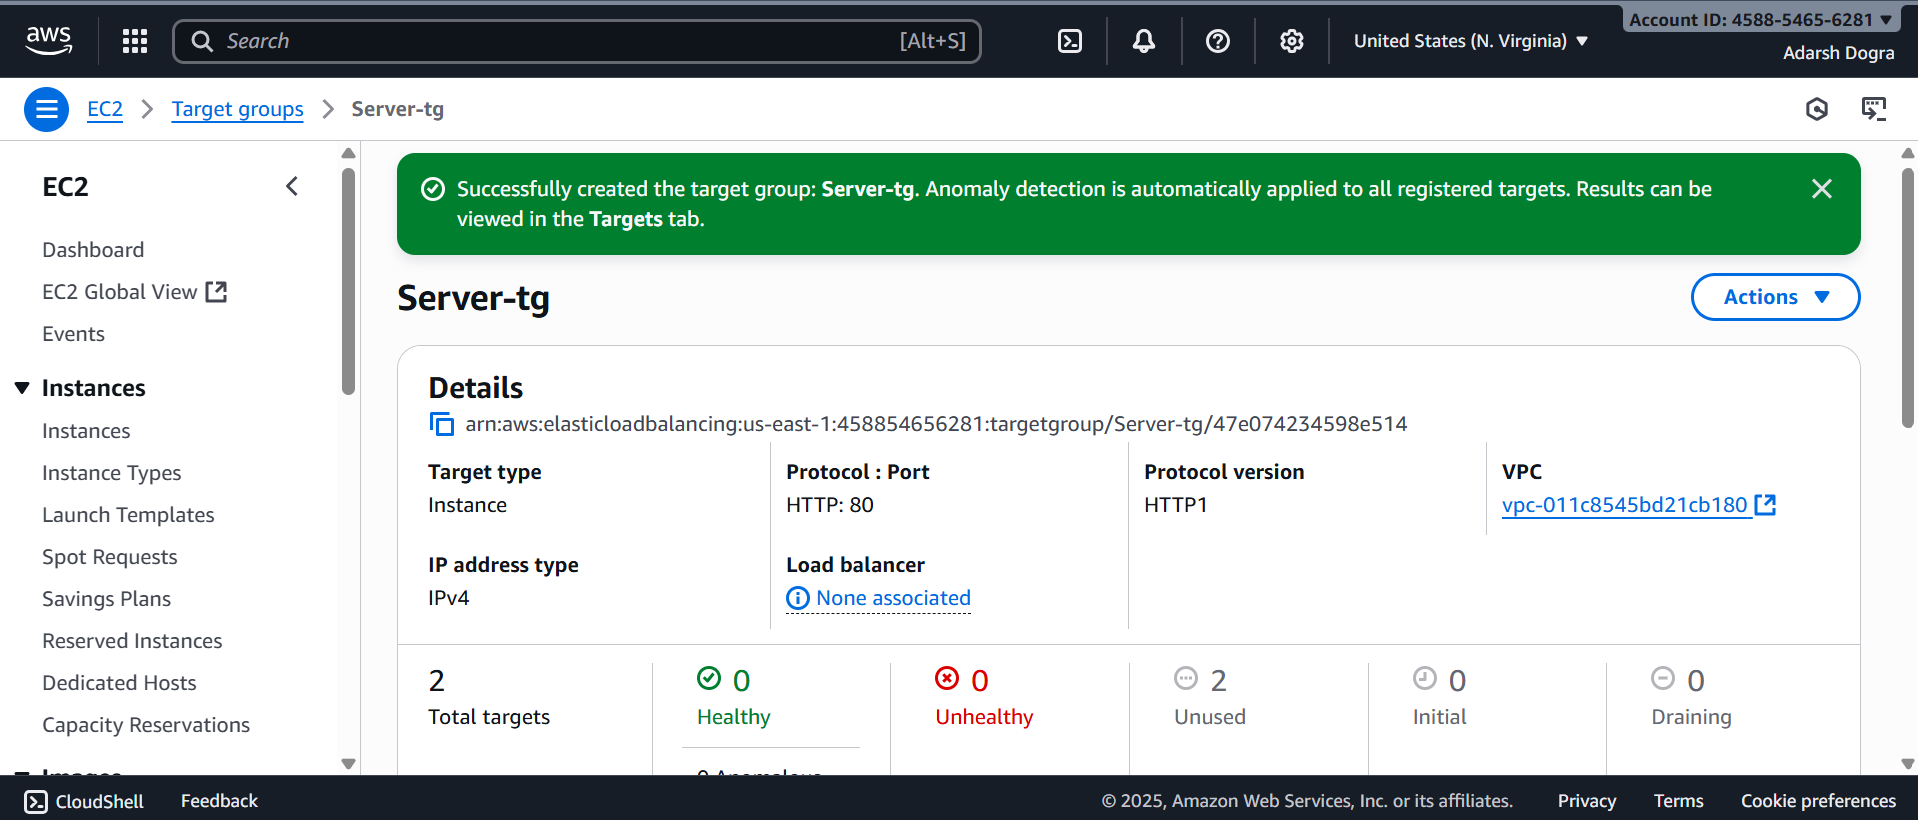 aws
Search
[Alt+S]
United States (N. Virginia)
Account ID: 4588-5465-6281
Adarsh Dogra
EC2
Target groups
Server-tg
EC2
Dashboard
EC2 Global View
Events
Instances
Instances
Instance Types
Launch Templates
Spot Requests
Savings Plans
Reserved Instances
Dedicated Hosts
Capacity Reservations
Images
Successfully created the target group: Server-tg. Anomaly detection is automatically applied to all registered targets. Results can be
viewed in the Targets tab.
Server-tg
Actions
Details
arn:aws:elasticloadbalancing:us-east-1:458854656281:targetgroup/Server-tg/47e074234598e514
Target type
Instance
Protocol : Port
HTTP: 80
Protocol version
HTTP1
VPC
vpc-011c8545bd21cb180
IP address type
IPv4
Load balancer
None associated
2
Total targets
0
Healthy
0 Anomalous
0
Unhealthy
2
Unused
0
Initial
0
Draining
CloudShell
Feedback
© 2025, Amazon Web Services, Inc. or its affiliates.
Privacy
Terms
Cookie preferences